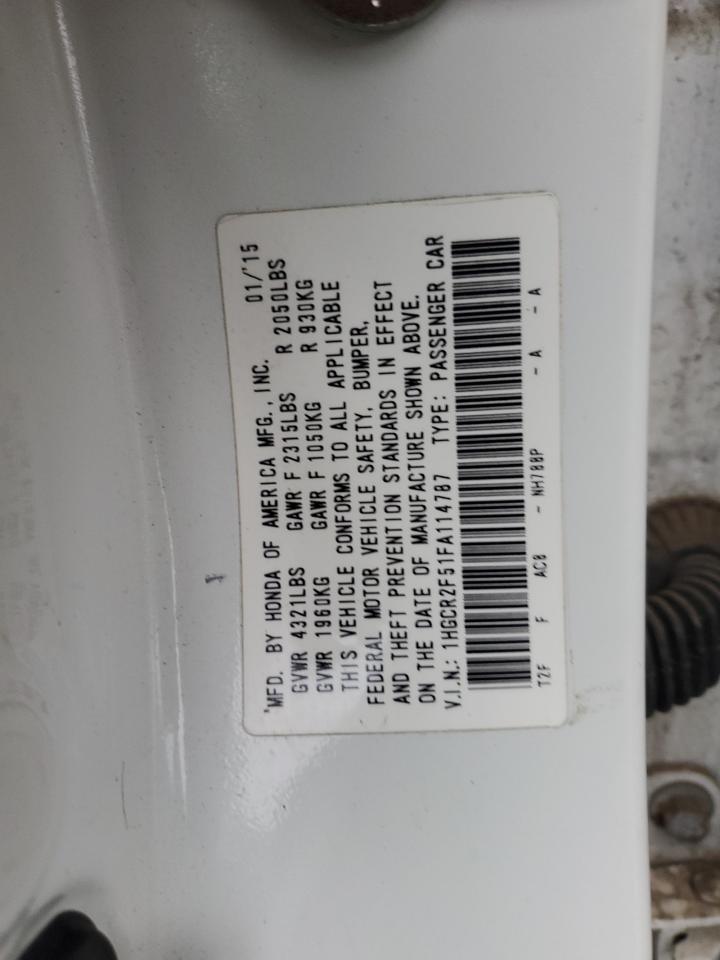 *MFD. BY HONDA OF AMERICA MFG., INC. 01/'15
GVWR 4321LBS GAWR F 2315LBS R 2050LBS
GVWR 1960KG GAWR F 1050KG R 930KG
THIS VEHICLE CONFORMS TO ALL APPLICABLE
FEDERAL MOTOR VEHICLE SAFETY, BUMPER,
AND THEFT PREVENTION STANDARDS IN EFFECT
ON THE DATE OF MANUFACTURE SHOWN ABOVE.
V.I.N.: 1HGCR2F51FA114787 TYPE: PASSENGER CAR
T2F F AC8 - NH788P - A - A